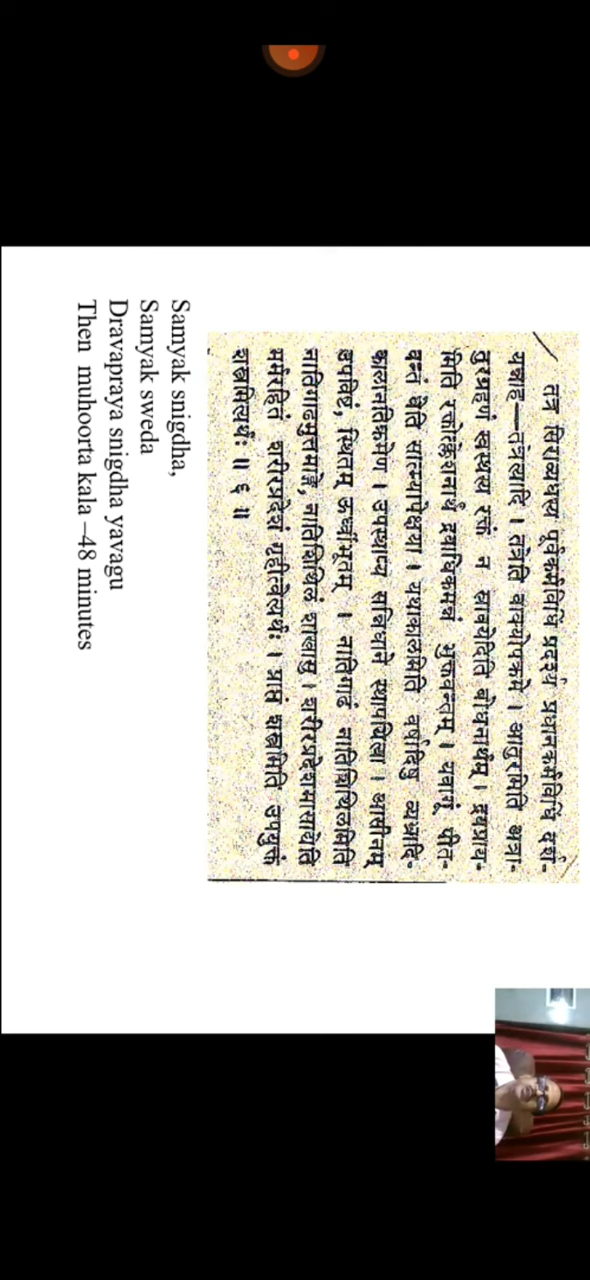 तत्र सिराव्यधस्य पूर्वकर्मविधिं प्रदर्श्य प्रधानकर्मविधिं दर्श-
यन्नाह—तत्रेत्यादि । तत्रेति वाक्योपक्रमे । आतुरमिति अत्रा-
तुरग्रहणं स्वस्थस्य रक्तं न स्रावयेदिति बोधनार्थम् । द्रवप्राय-
मिति रक्तोत्क्लेशनार्थं द्रवाधिकमन्नं भुक्तवन्तम् । यवागूं पीत-
वन्तं वेति सात्म्यापेक्षया । यथाकालमिति वर्षादिषु व्यभ्रादि-
कालानतिक्रमेण । उपस्थाप्य सन्निधाने स्थापयित्वा । आसीनम्
उपविष्टं, स्थितम् ऊर्ध्वीभूतम् । नातिगाढं नातिशिथिलमिति
नातिगाढमुत्तमाङ्गे, नातिशिथिलं शाखासु । शरीरप्रदेशमासाद्येति
मर्मरहितं शरीरप्रदेशं गृहीत्वेत्यर्थः । प्राप्तं शस्त्रमिति उपयुक्तं
शस्त्रमित्यर्थः ॥ ६ ॥
Samyak snigdha,
Samyak sweda
Dravapraya snigdha yavagu
Then muhoorta kala –48 minutes